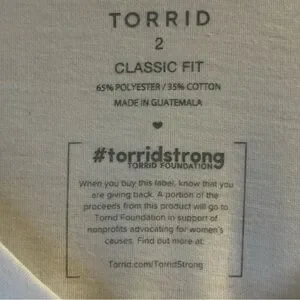 TORRID
2
CLASSIC FIT
65% POLYESTER / 35% COTTON
MADE IN GUATEMALA
#torridstrong
TORRID FOUNDATION
When you buy this label, know that you
are giving back. A portion of the
proceeds from this product will go to
Torrid Foundation in support of
nonprofits advocating for women's
causes. Find out more at:
Torrid.com/TorridStrong